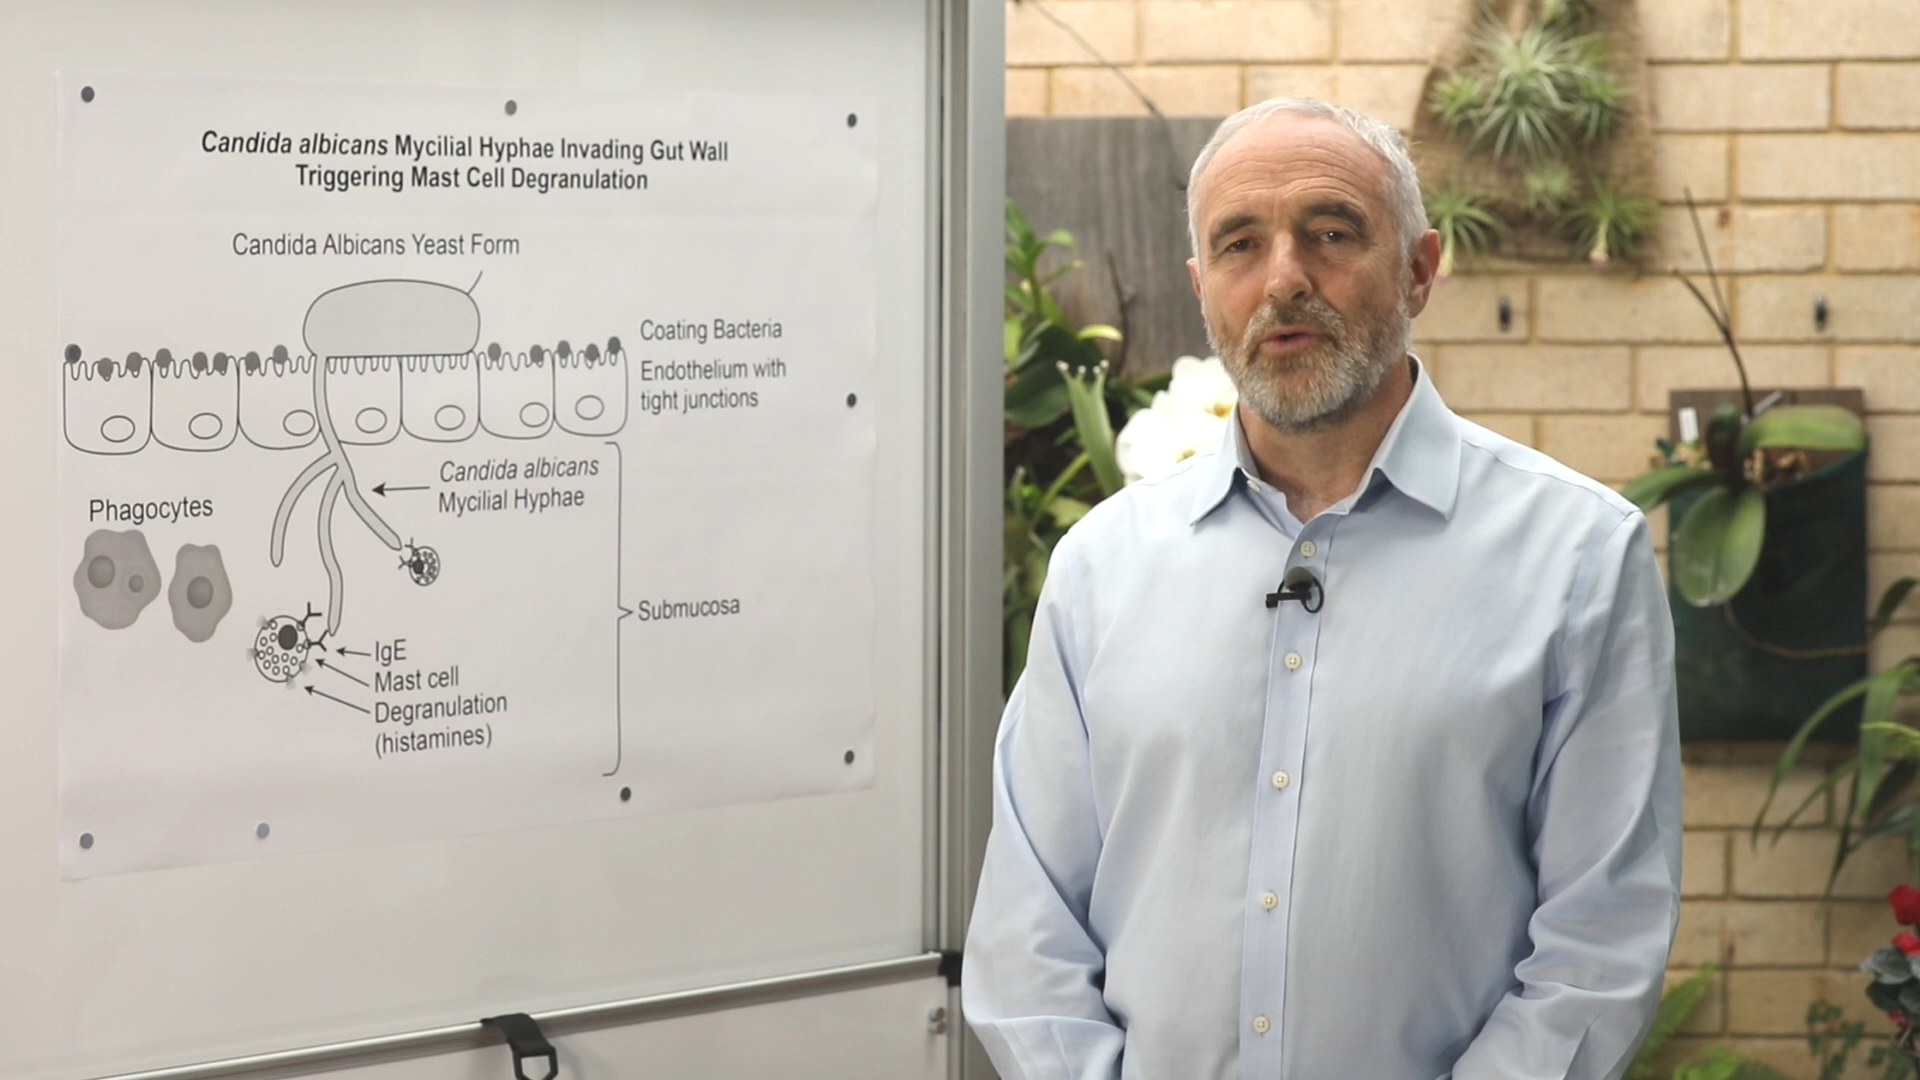 Candida albicans Mycilial Hyphae Invading Gut Wall
Triggering Mast Cell Degranulation
Candida Albicans Yeast Form
Coating Bacteria
Endothelium with
tight junctions
Candida albicans
Mycilial Hyphae
Phagocytes
Submucosa
IgE
Mast cell
Degranulation
(histamines)